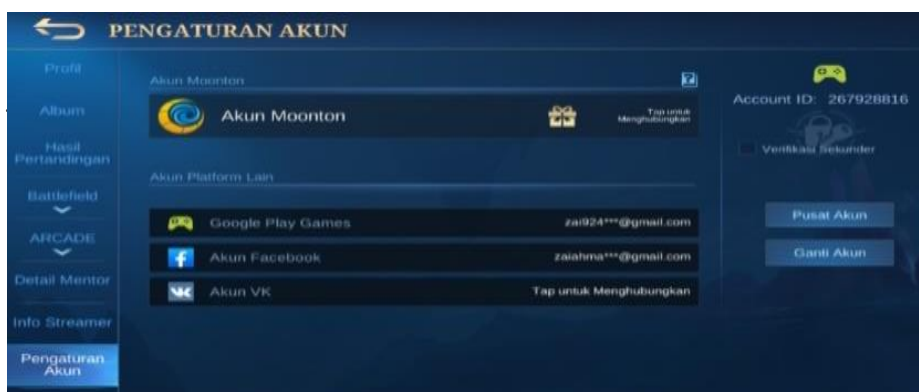 PENGATURAN AKUN
Profil
Album
Hasil
Pertandingan
Battlefield
ARCADE
Detail Mentor
Info Streamer
Pengaturan
Akun
Akun Moonton
Akun Moonton
Tap untuk
Menghubungkan
Akun Platform Lain
Google Play Games
zai924***@gmail.com
Akun Facebook
zaiahma***@gmail.com
Akun VK
Tap untuk Menghubungkan
Account ID: 267928816
Verifikasi Sekunder
Pusat Akun
Ganti Akun